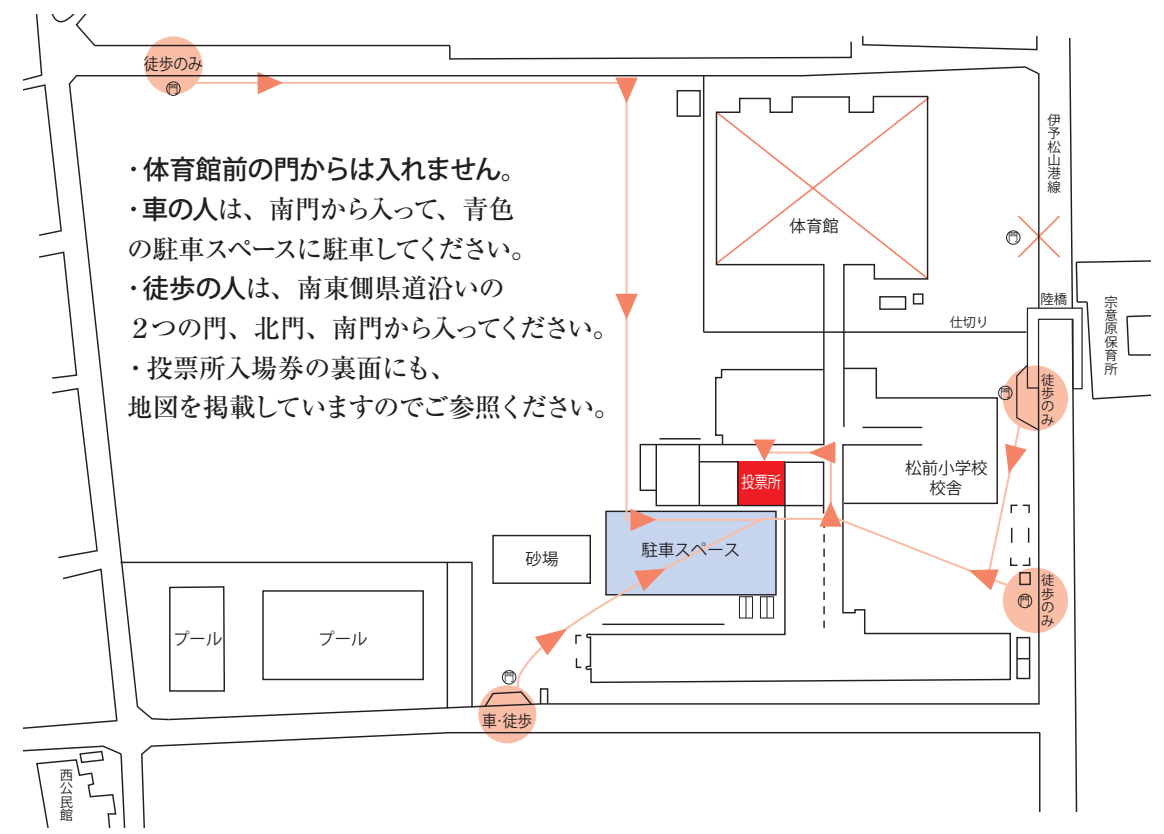 徒歩のみ
門
・体育館前の門からは入れません。
・車の人は、南門から入って、青色
の駐車スペースに駐車してください。
・徒歩の人は、南東側県道沿いの
2つの門、北門、南門から入ってください。
・投票所入場券の裏面にも、
地図を掲載していますのでご参照ください。
体育館
伊予松山港線
門
陸橋
宗意原保育所
仕切り
門
徒歩のみ
松前小学校
校舎
投票所
駐車スペース
砂場
プール
プール
門
徒歩のみ
門
車・徒歩
西公民館